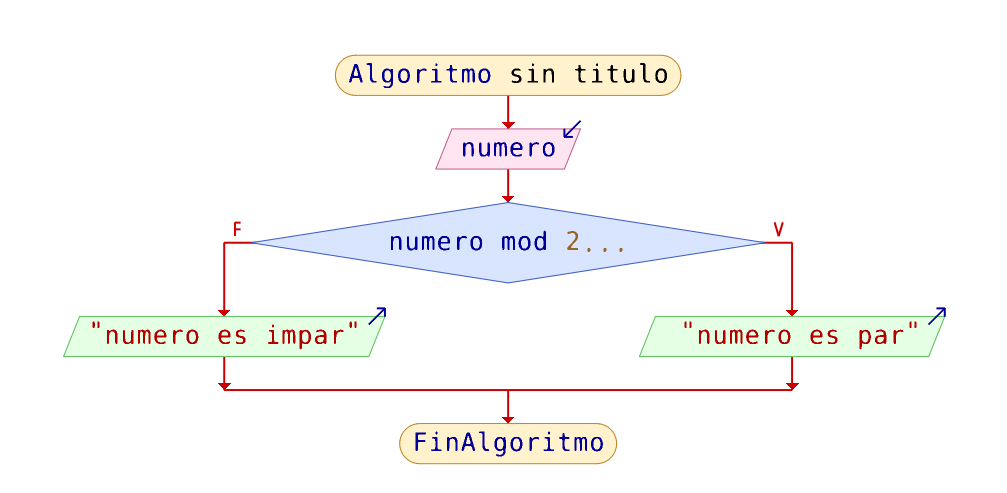 Algoritmo sin titulo
numero
numero mod 2...
F
V
"numero es impar"
"numero es par"
FinAlgoritmo